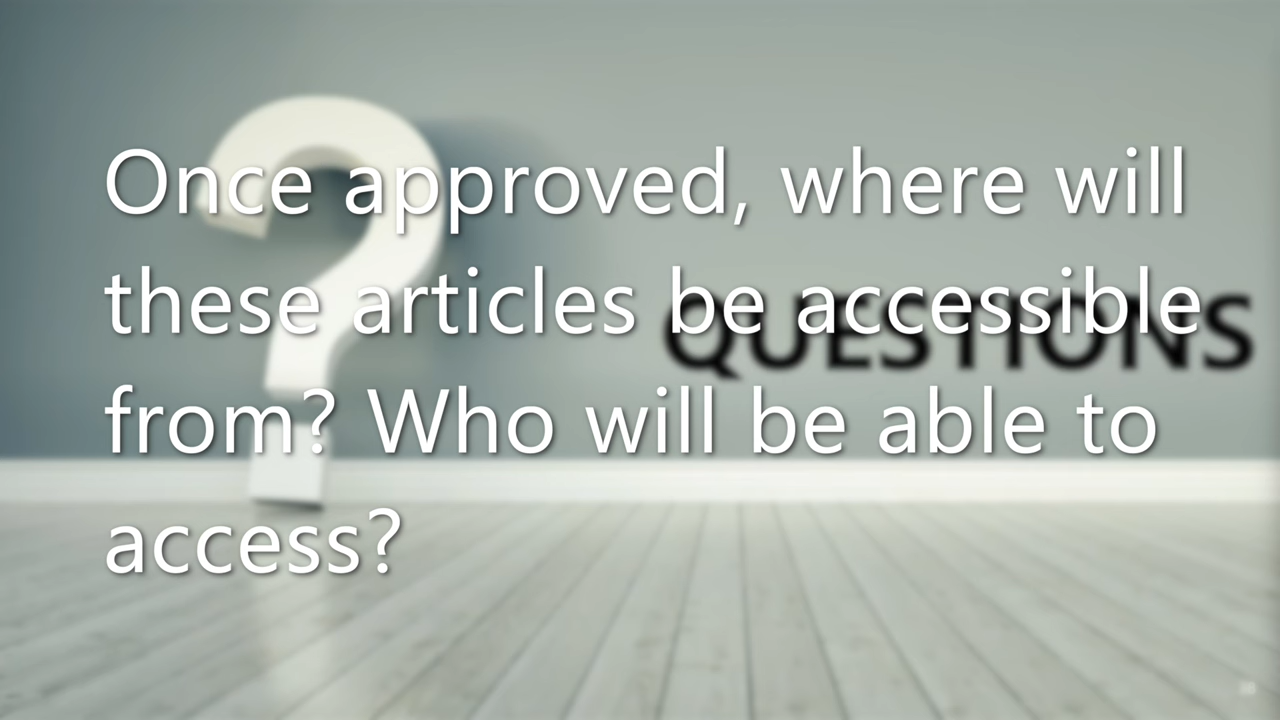 Once approved, where will
these articles be accessible
from? Who will be able to
access?
QUESTIONS